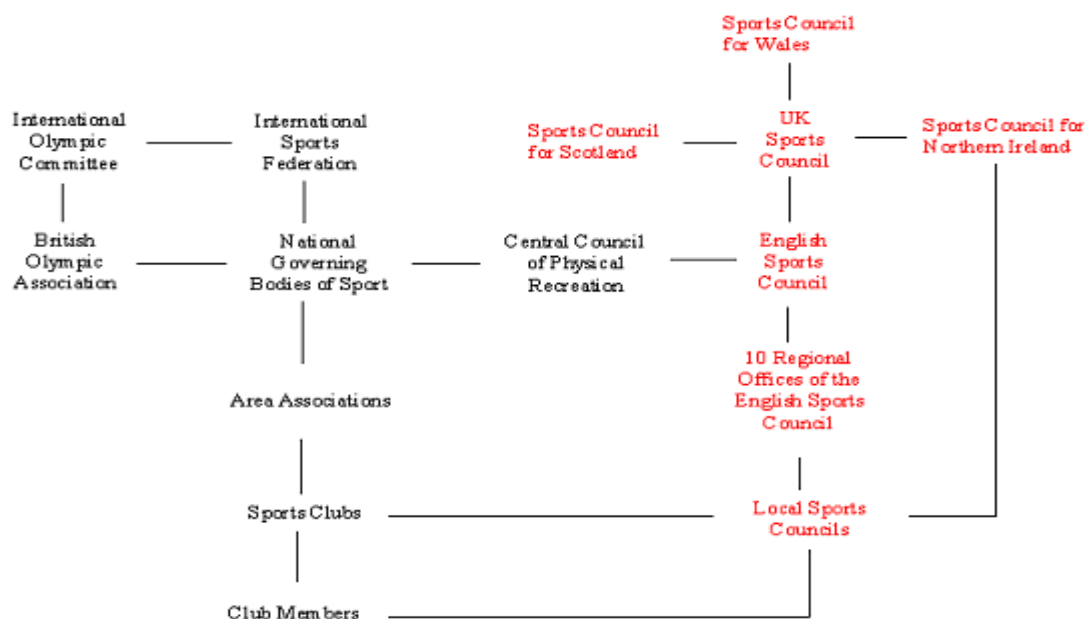 Sports Council
for Wales
International
Olympic
Committee
International
Sports
Federation
Sports Council
for Scotland
UK
Sports
Council
Sports Council for
Northern Ireland
British
Olympic
Association
National
Governing
Bodies of Sport
Central Council
of Physical
Recreation
English
Sports
Council
10 Regional
Offices of the
English Sports
Council
Area Associations
Sports Clubs
Local Sports
Councils
Club Members